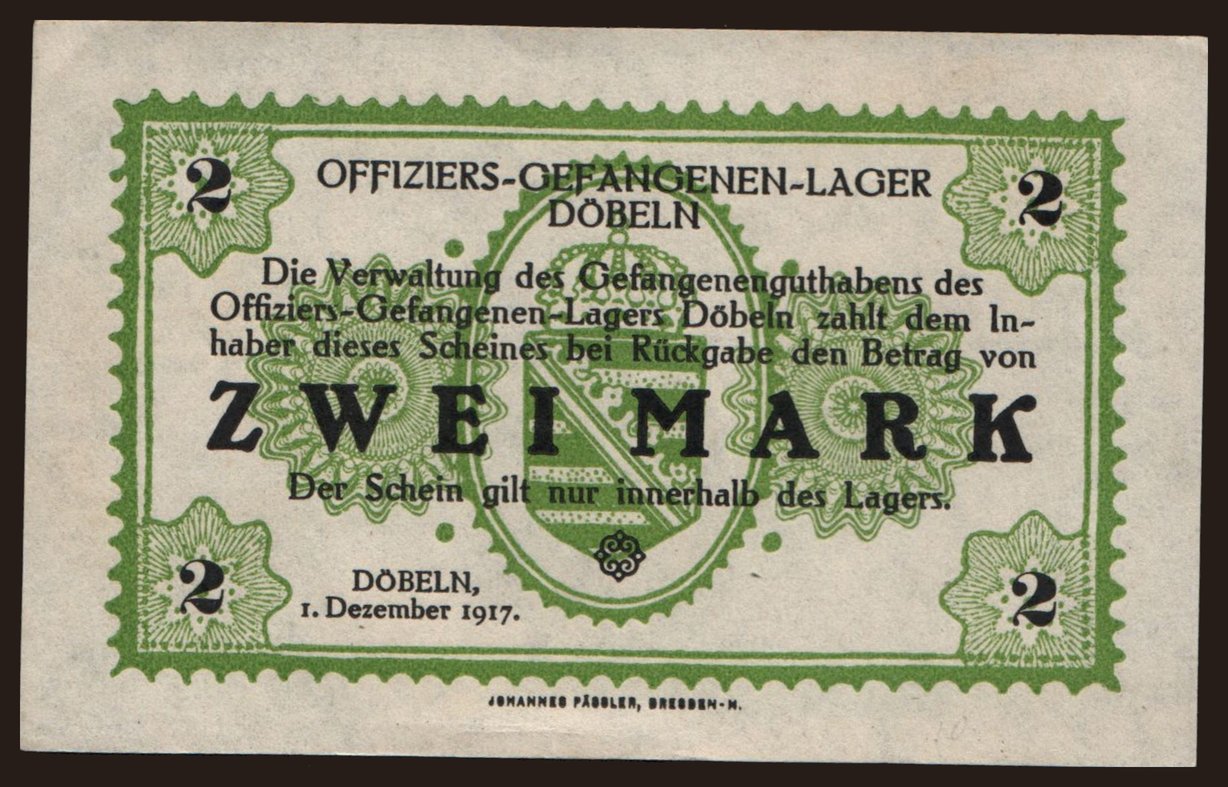 2
2
OFFIZIERS-GEFANGENEN-LAGER
DÖBELN
Die Verwaltung des Gefangenenguthabens des
Offiziers-Gefangenen-Lagers Döbeln zahlt dem In-
haber dieses Scheines bei Rückgabe den Betrag von
ZWEI MARK
Der Schein gilt nur innerhalb des Lagers.
2
2
DÖBELN,
1. Dezember 1917.
JOHANNES PÄSSLER, DRESDEN-N.